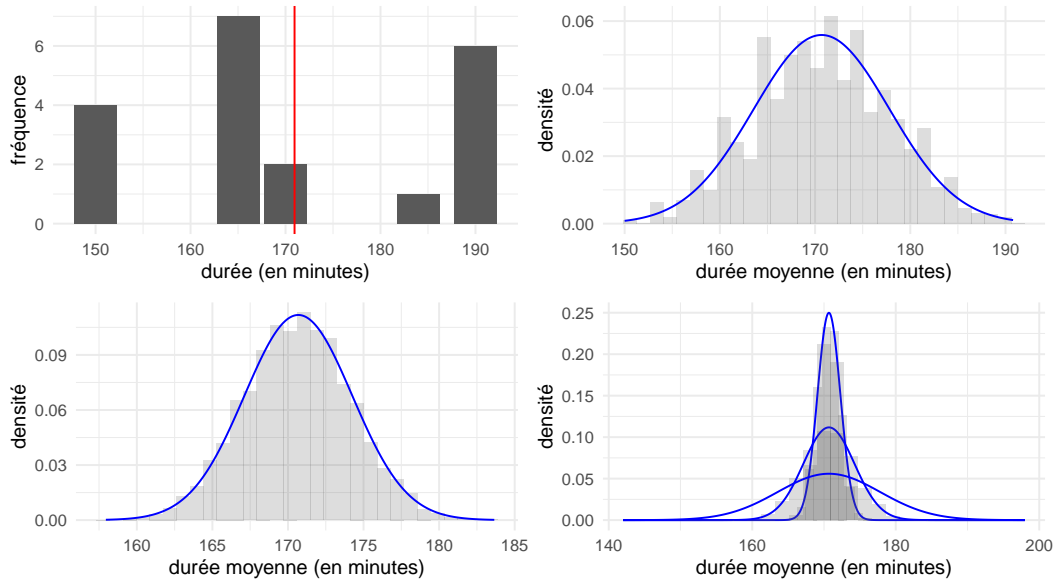 6
4
2
0
fréquence
150 160 170 180 190
durée (en minutes)
0.06
0.04
0.02
0.00
densité
150 160 170 180 190
durée moyenne (en minutes)
0.09
0.06
0.03
0.00
densité
160 165 170 175 180 185
durée moyenne (en minutes)
0.25
0.20
0.15
0.10
0.05
0.00
densité
140 160 180 200
durée moyenne (en minutes)